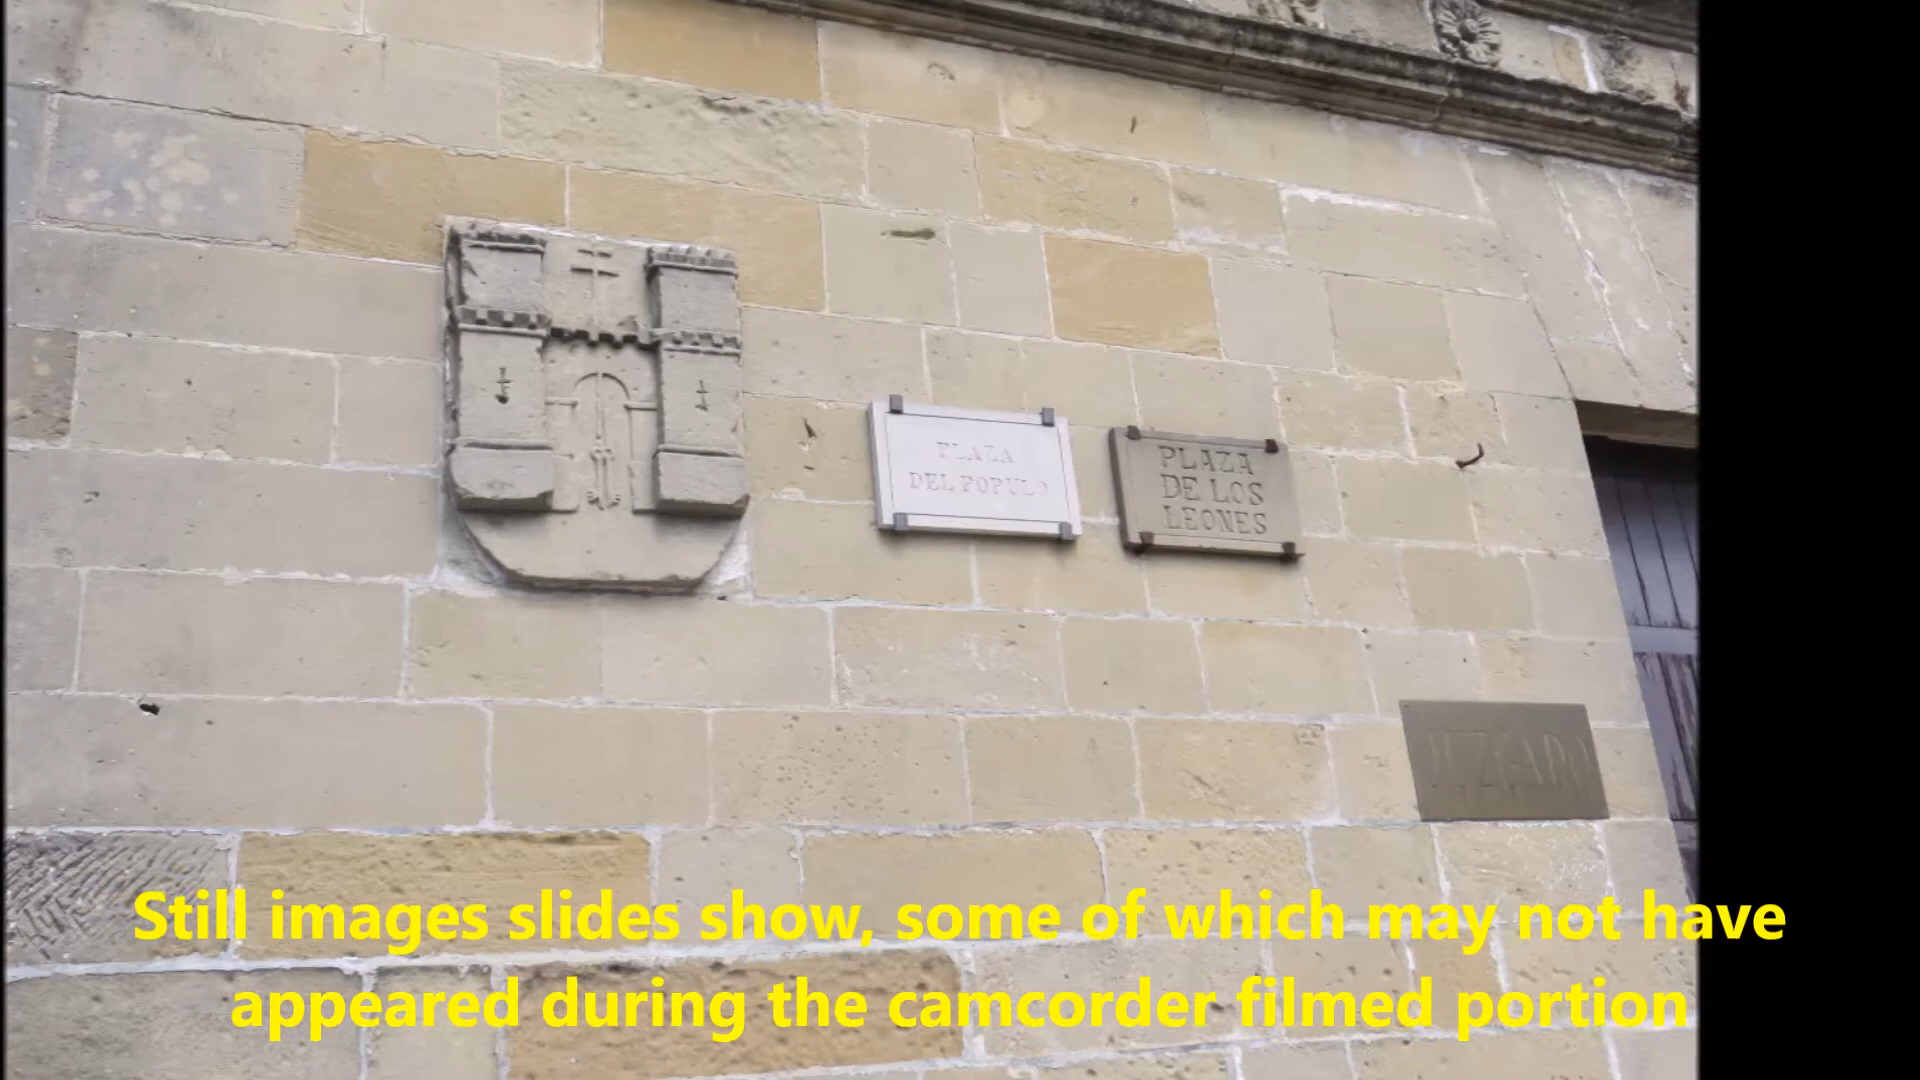 PLAZA
DEL POPULO
PLAZA
DE LOS
LEONES
JUZGADO
Still images slides show, some of which may not have
appeared during the camcorder filmed portion